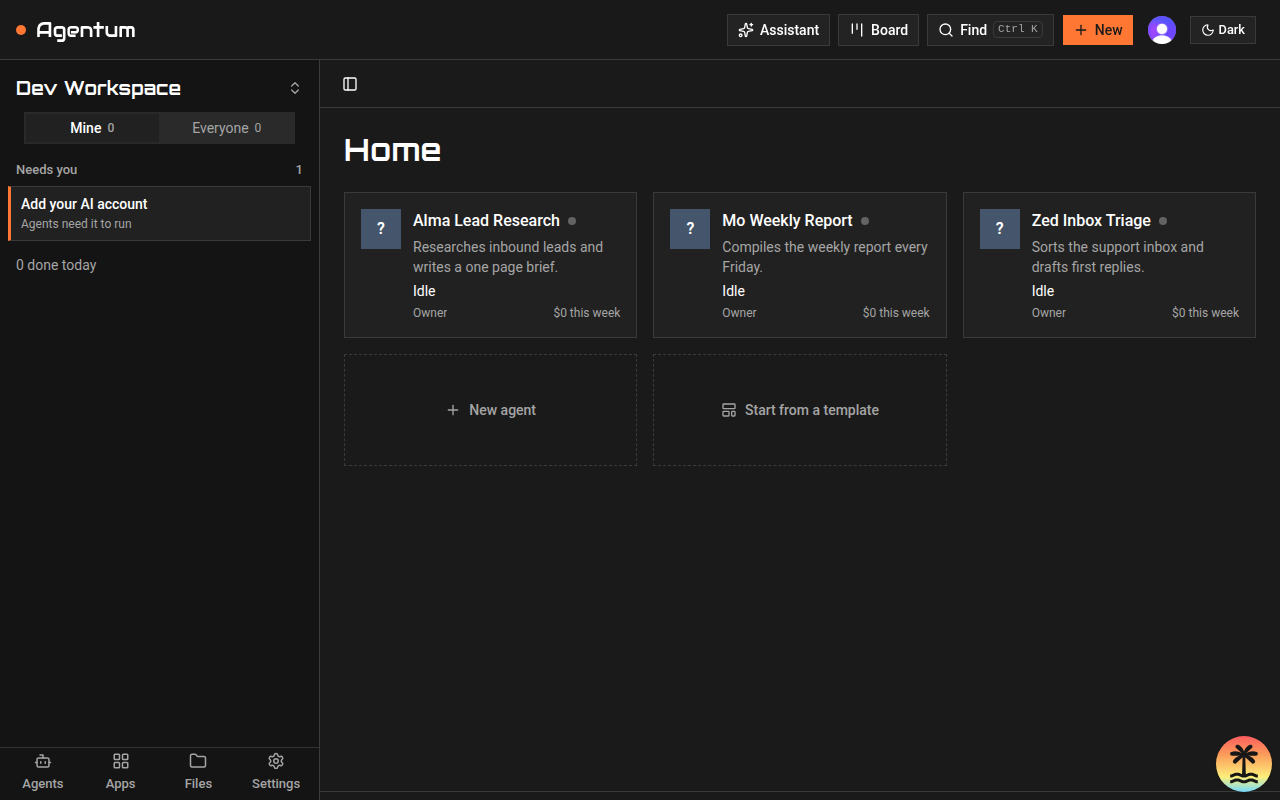 Agentum
Assistant
Board
Find Ctrl K
New
Dark
Dev Workspace
Mine 0
Everyone 0
Needs you 1
Add your AI account
Agents need it to run
0 done today
Home
? Alma Lead Research
Researches inbound leads and
writes a one page brief.
Idle
Owner $0 this week
? Mo Weekly Report
Compiles the weekly report every
Friday.
Idle
Owner $0 this week
? Zed Inbox Triage
Sorts the support inbox and
drafts first replies.
Idle
Owner $0 this week
New agent
Start from a template
Agents
Apps
Files
Settings